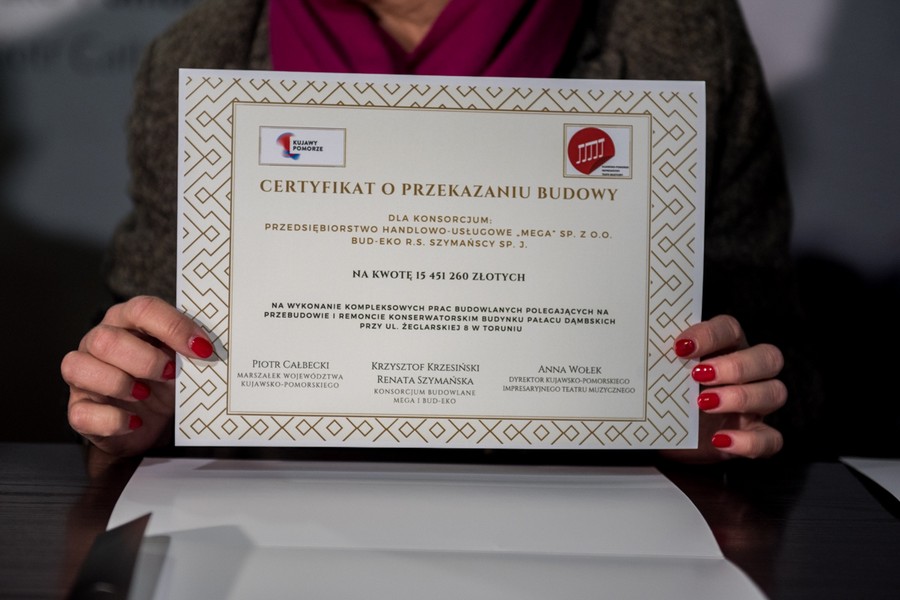 KUJAWY
POMORZE
CERTYFIKAT O PRZEKAZANIU BUDOWY
DLA KONSORCJUM:
PRZEDSIĘBIORSTWO HANDLOWO-USŁUGOWE „MEGA" SP. Z O.O.
BUD-EKO R.S. SZYMAŃSCY SP. J.
NA KWOTĘ 15 451 260 ZŁOTYCH
NA WYKONANIE KOMPLEKSOWYCH PRAC BUDOWLANYCH POLEGAJĄCYCH NA
PRZEBUDOWIE I REMONCIE KONSERWATORSKIM BUDYNKU PAŁACU DĄMBSKICH
PRZY UL. ŻEGLARSKIEJ 8 W TORUNIU
PIOTR CAŁBECKI
MARSZAŁEK WOJEWÓDZTWA
KUJAWSKO-POMORSKIEGO
KRZYSZTOF KRZESIŃSKI
RENATA SZYMAŃSKA
KONSORCJUM BUDOWLANE
MEGA I BUD-EKO
ANNA WOŁEK
DYREKTOR KUJAWSKO-POMORSKIEGO
IMPRESARYJNEGO TEATRU MUZYCZNEGO